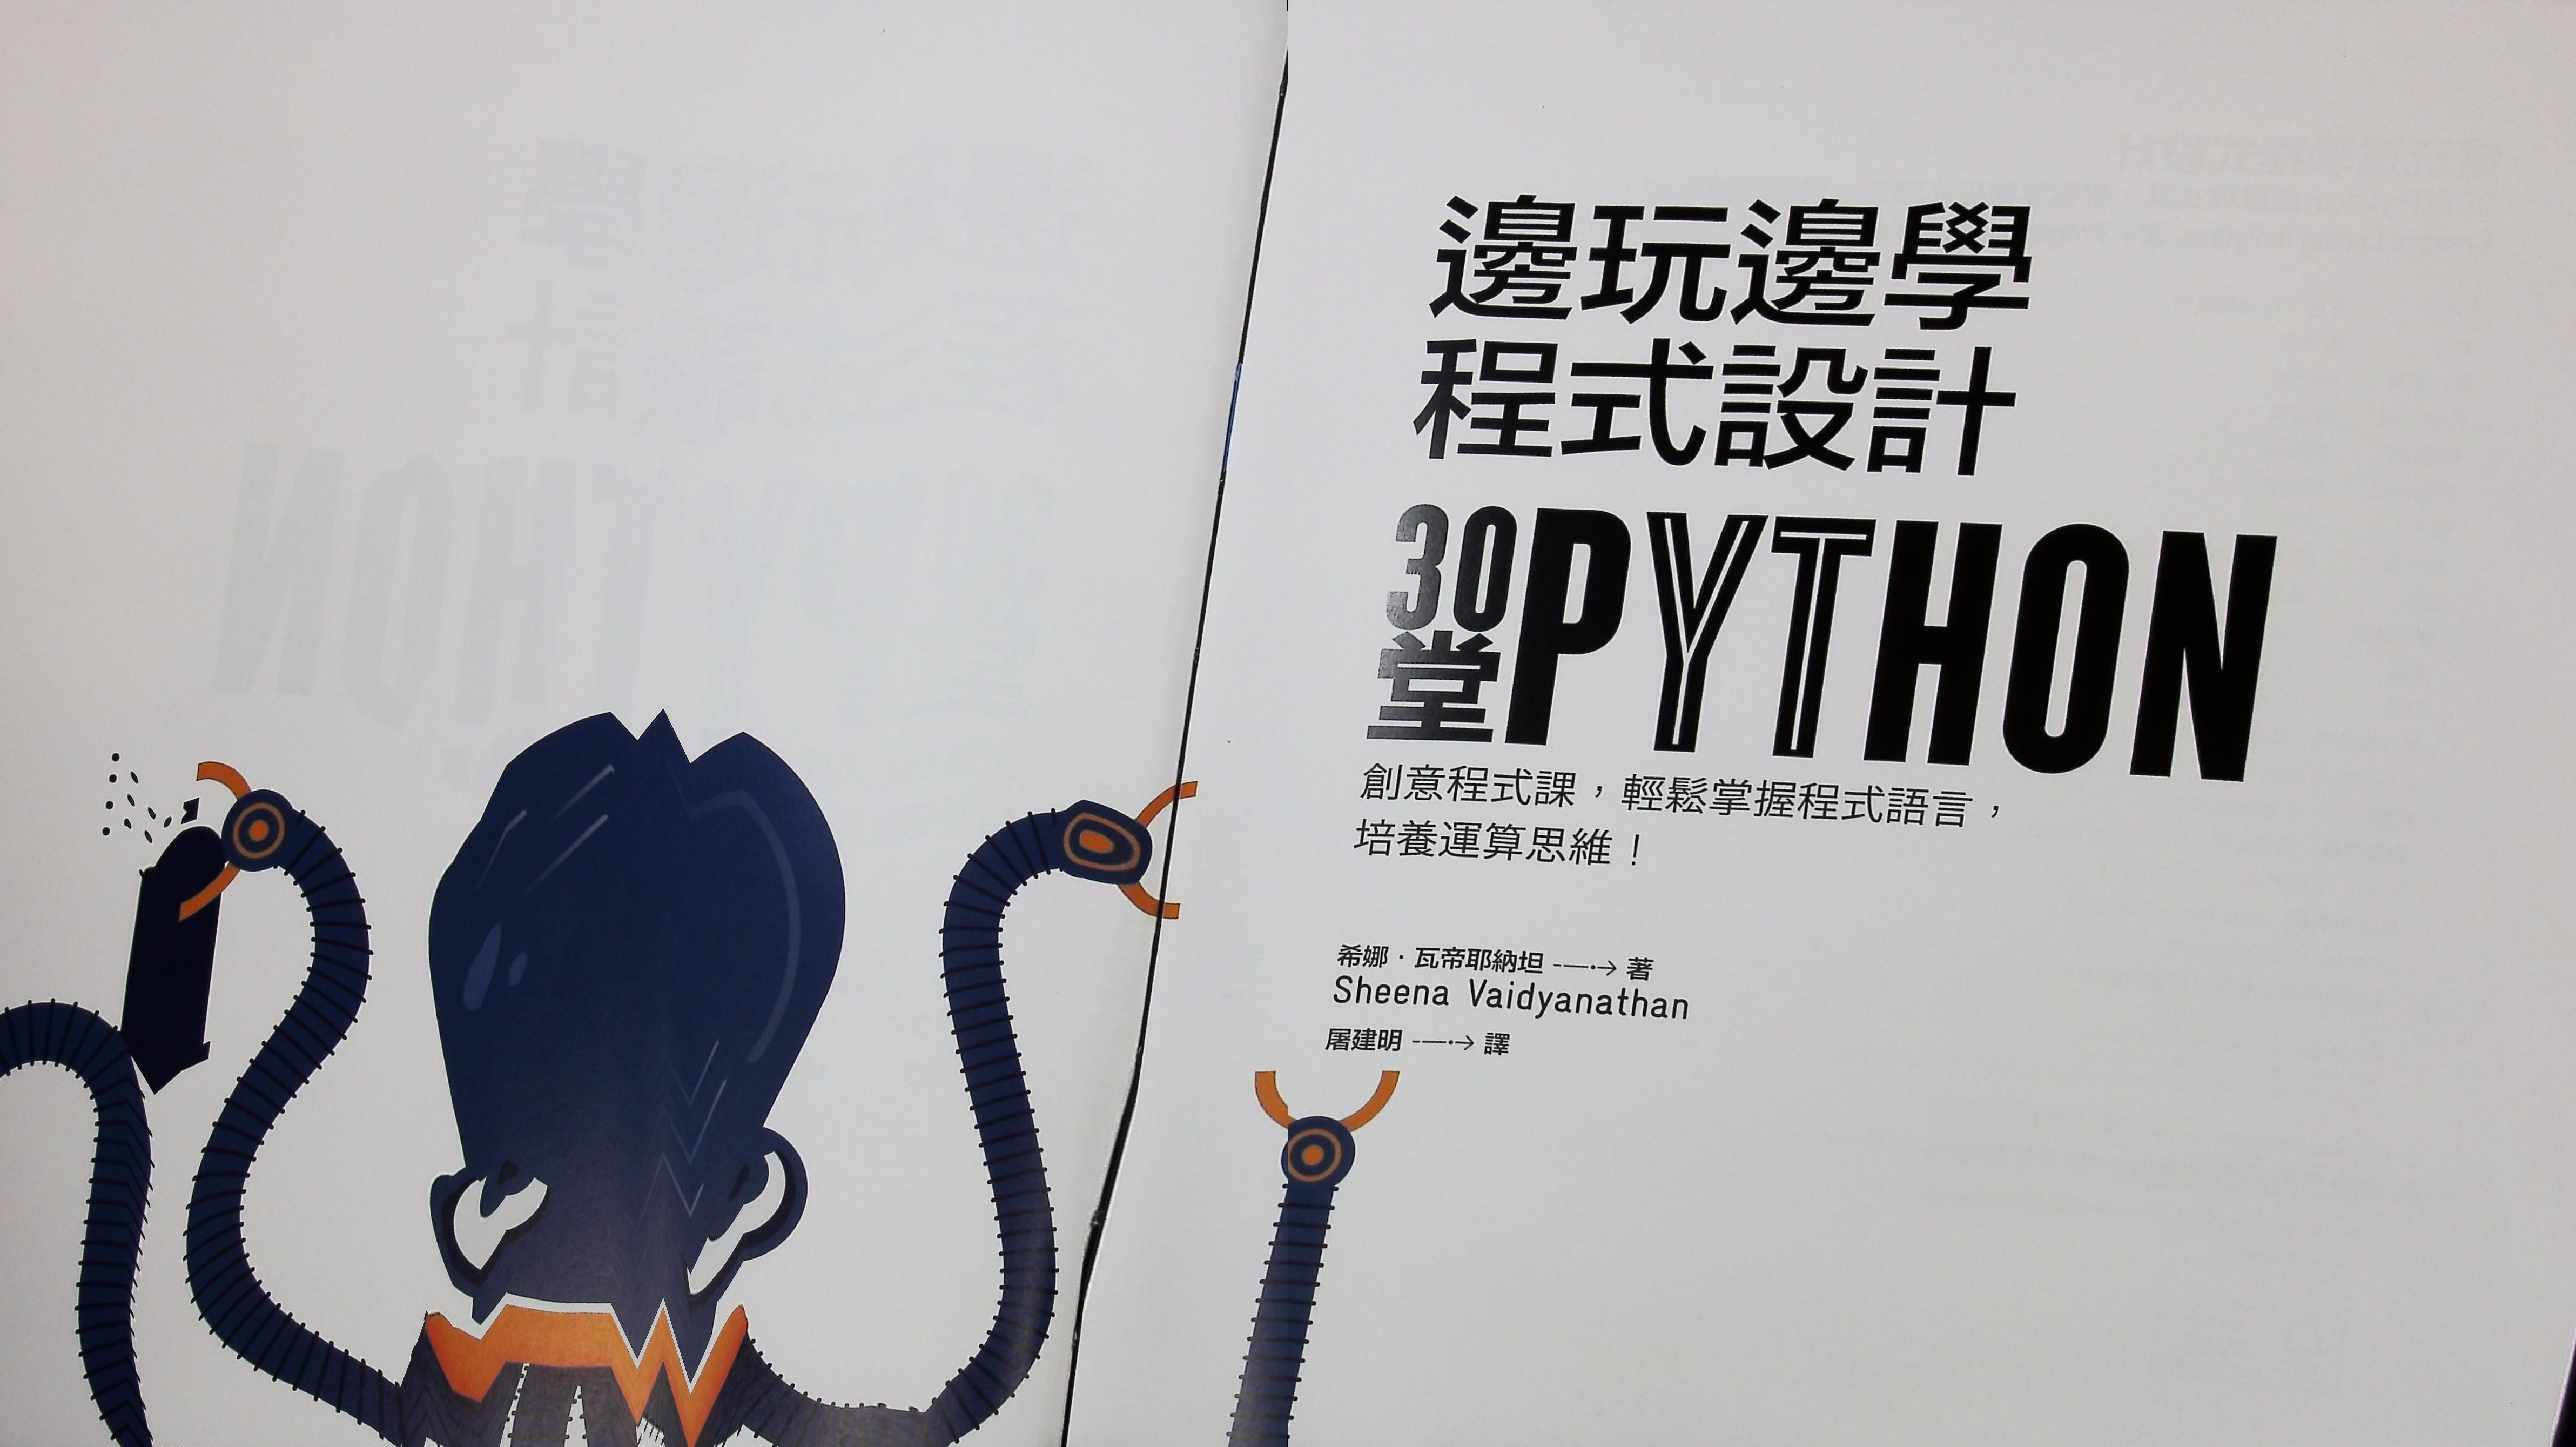 邊玩邊學
程式設計
30堂PYTHON
創意程式課，輕鬆掌握程式語言，
培養運算思維！
希娜．瓦帝耶納坦 -—·→ 著
Sheena Vaidyanathan
屠建明 -—·→ 譯